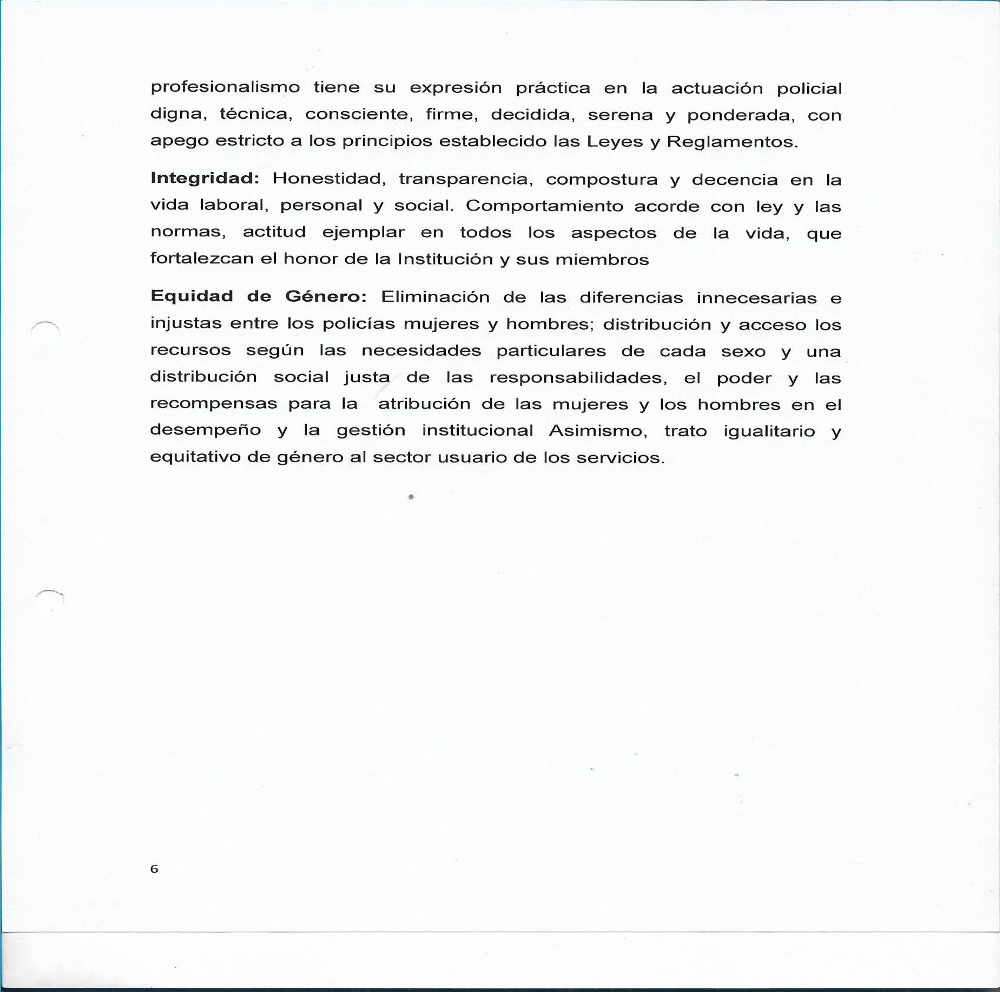 profesionalismo tiene su expresión práctica en la actuación policial
digna, técnica, consciente, firme, decidida, serena y ponderada, con
apego estricto a los principios establecido las Leyes y Reglamentos.
Integridad: Honestidad, transparencia, compostura y decencia en la
vida laboral, personal y social. Comportamiento acorde con ley y las
normas, actitud ejemplar en todos los aspectos de la vida, que
fortalezcan el honor de la Institución y sus miembros
Equidad de Género: Eliminación de las diferencias innecesarias e
injustas entre los policías mujeres y hombres; distribución y acceso los
recursos según las necesidades particulares de cada sexo y una
distribución social justa de las responsabilidades, el poder y las
recompensas para la atribución de las mujeres y los hombres en el
desempeño y la gestión institucional Asimismo, trato igualitario y
equitativo de género al sector usuario de los servicios.
6